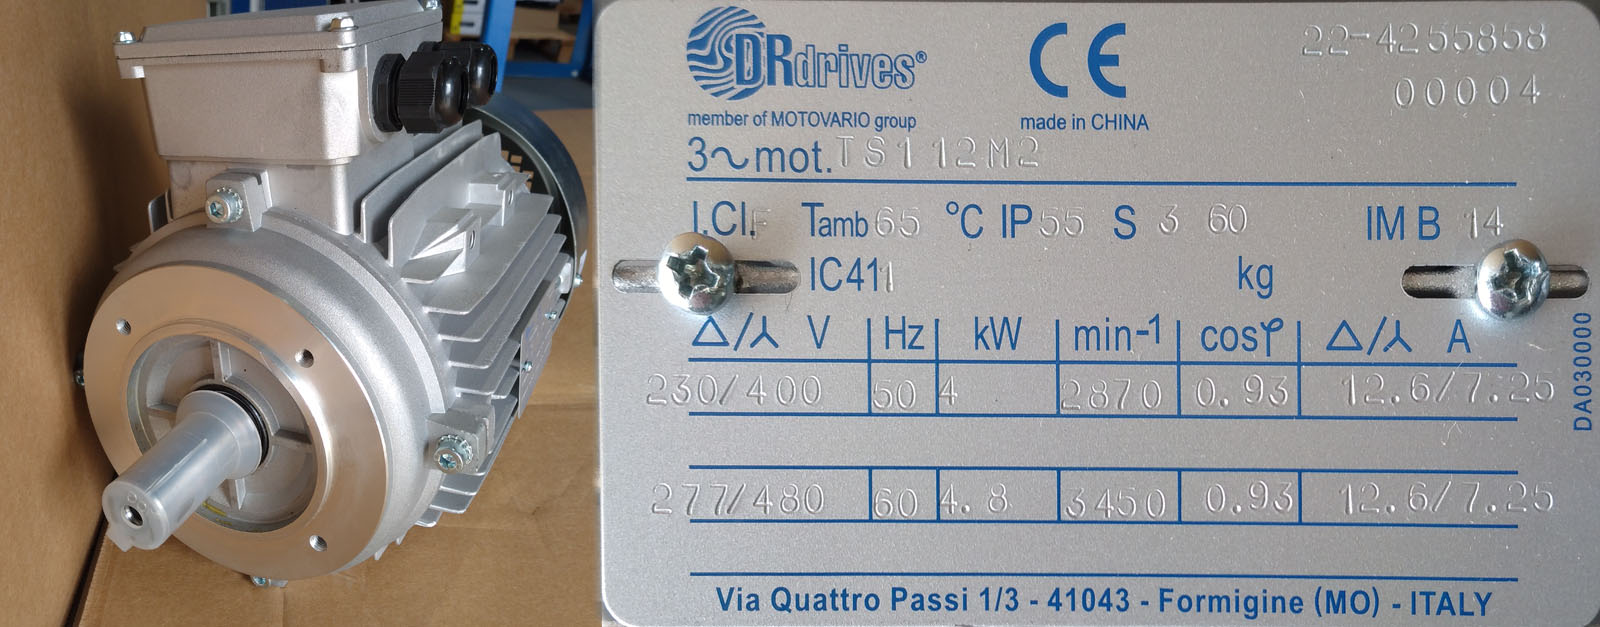 DRdrives®
member of MOTOVARIO group
CE
made in CHINA
22-4255858
00004
3~mot. TS112M2
I.Cl. F Tamb 65 °C IP 55 S 3 60 IM B 14
IC411 kg
Δ/⅄ V Hz kW min-1 cosφ Δ/⅄ A
230/400 50 4 2870 0.93 12.6/7.25
277/480 60 4.8 3450 0.93 12.6/7.25
DA030000
Via Quattro Passi 1/3 - 41043 - Formigine (MO) - ITALY